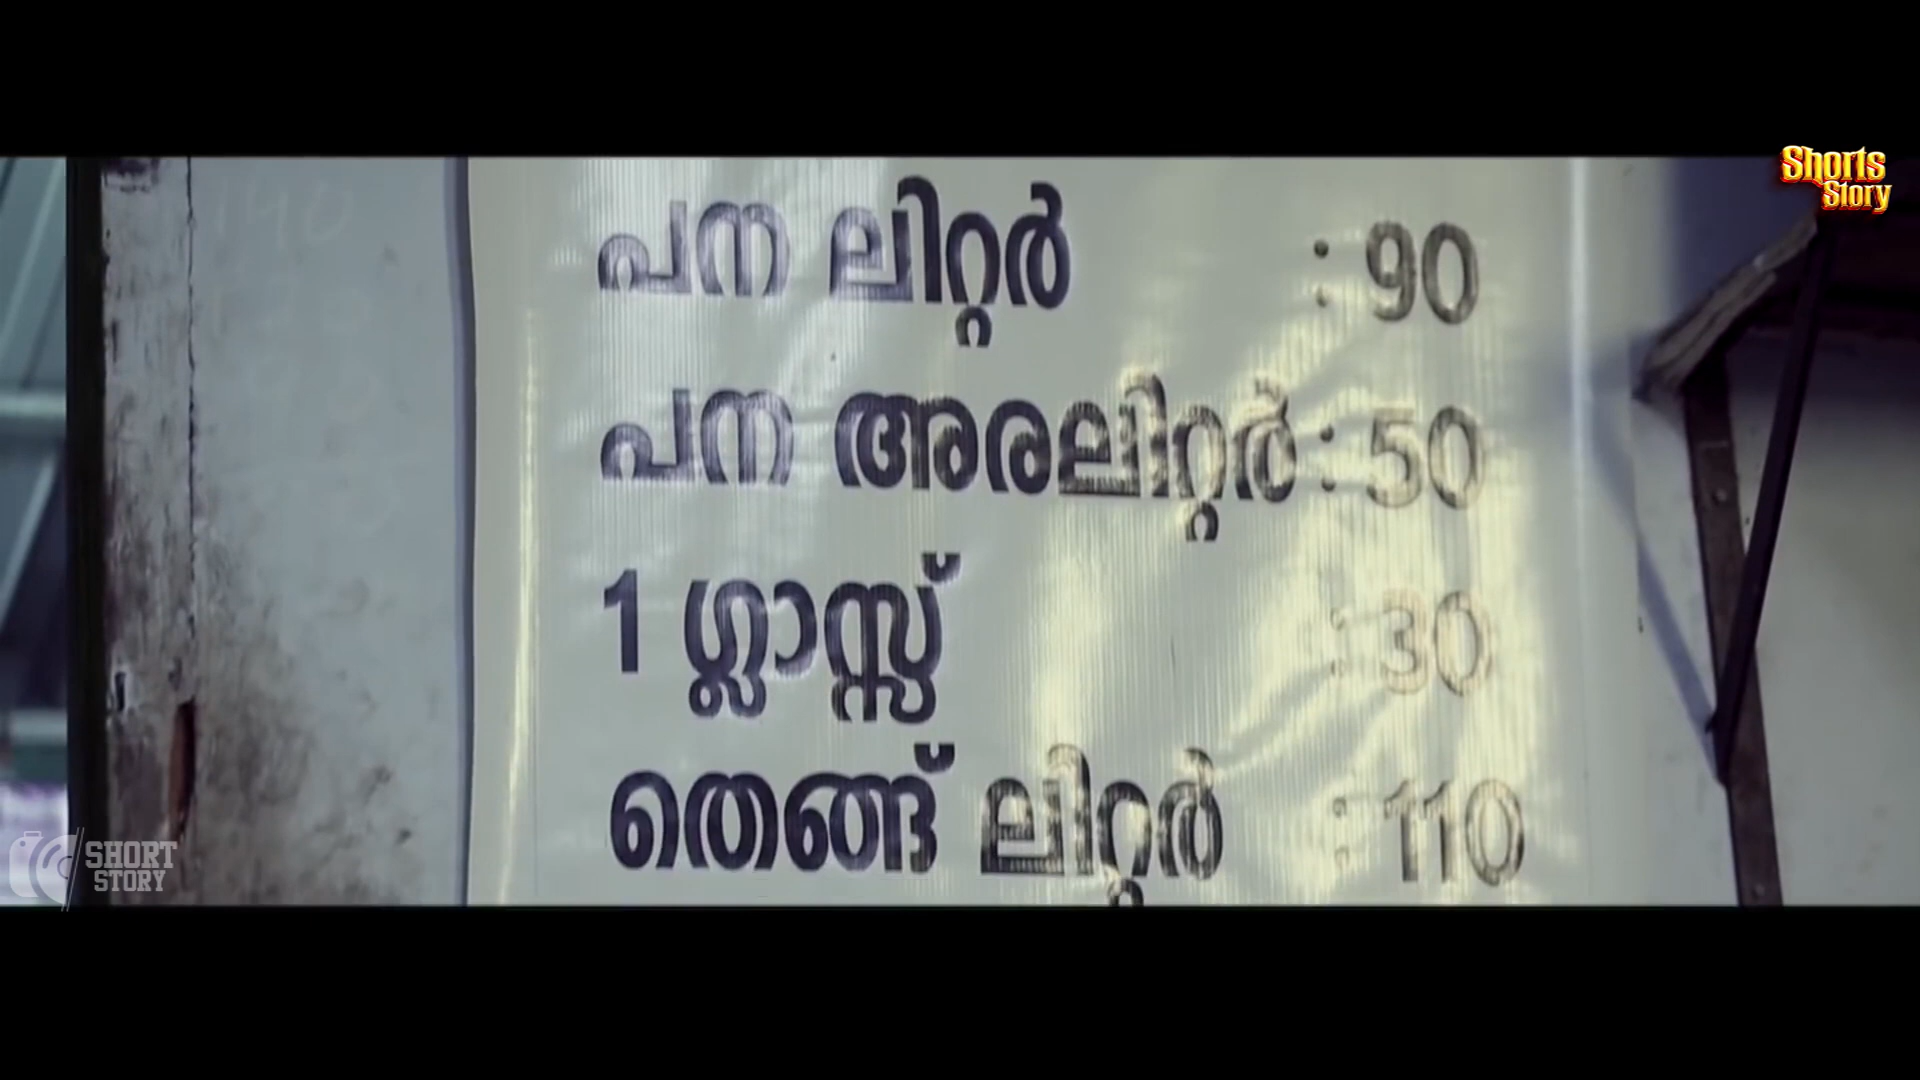 Shorts
Story
പന ലിറ്റർ : 90
പന അരലിറ്റർ : 50
1 ഗ്ലാസ്സ് : 30
തെങ്ങ് ലിറ്റർ : 110
SHORT
STORY